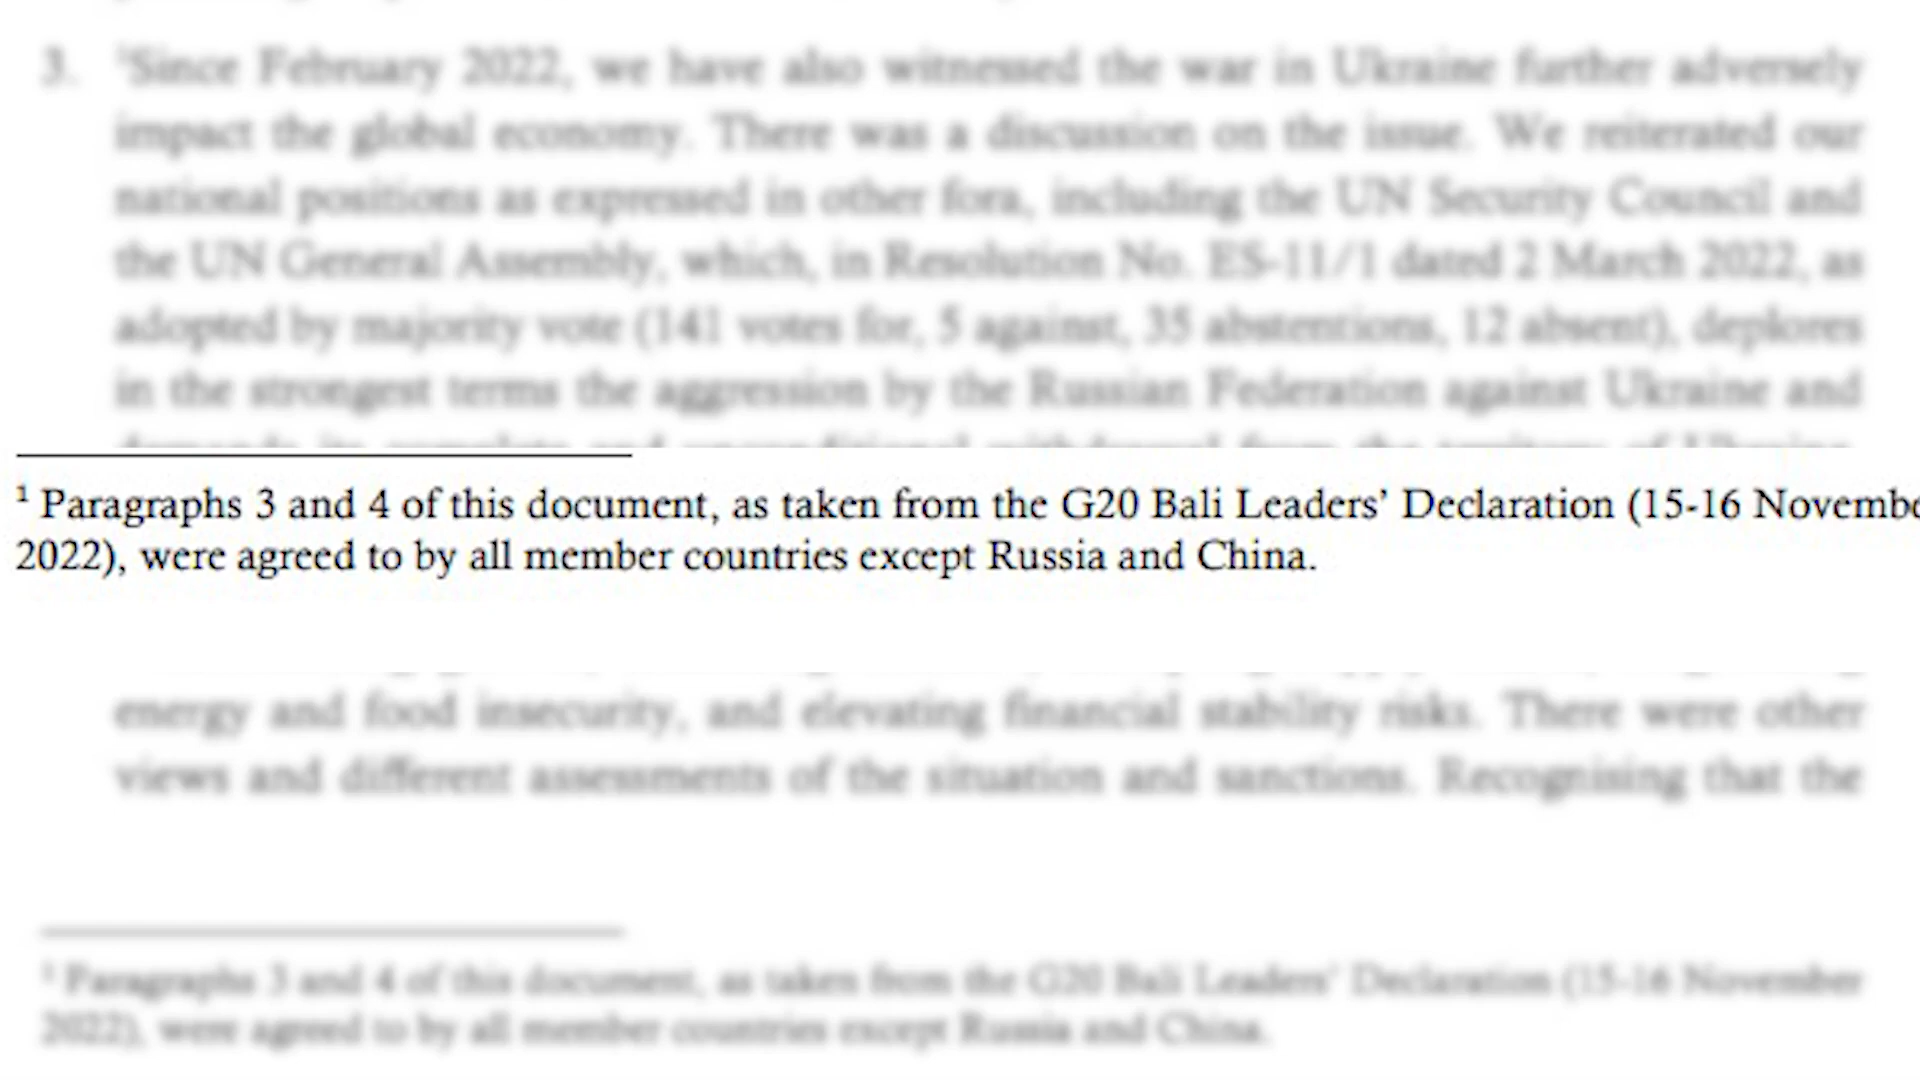 3. ¹Since February 2022, we have also witnessed the war in Ukraine further adversely
impact the global economy. There was a discussion on the issue. We reiterated our
national positions as expressed in other fora, including the UN Security Council and
the UN General Assembly, which, in Resolution No. ES-11/1 dated 2 March 2022, as
adopted by majority vote (141 votes for, 5 against, 35 abstentions, 12 absent), deplores
in the strongest terms the aggression by the Russian Federation against Ukraine and
¹ Paragraphs 3 and 4 of this document, as taken from the G20 Bali Leaders’ Declaration (15-16 Novembe
2022), were agreed to by all member countries except Russia and China.
energy and food insecurity, and elevating financial stability risks. There were other
views and different assessments of the situation and sanctions. Recognising that the
¹ Paragraphs 3 and 4 of this document, as taken from the G20 Bali Leaders’ Declaration (15-16 November
2022), were agreed to by all member countries except Russia and China.